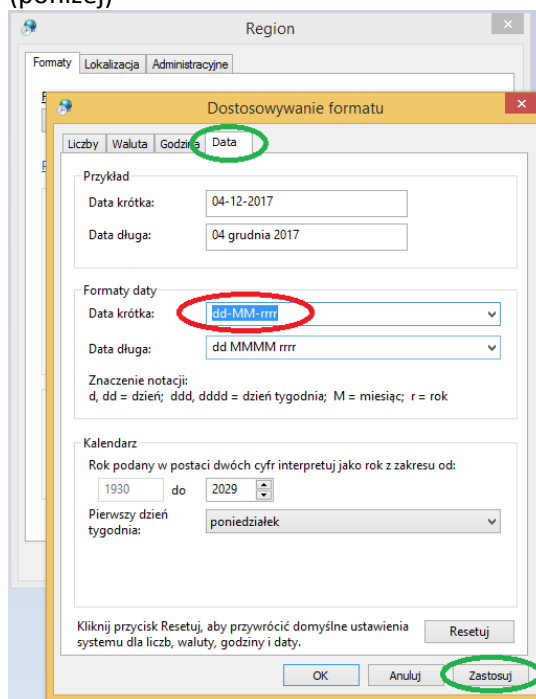 (poniżej)
Region
Formaty Lokalizacja Administracyjne
Dostosowywanie formatu
Liczby Waluta Godzina Data
Przykład
Data krótka: 04-12-2017
Data długa: 04 grudnia 2017
Formaty daty
Data krótka: dd-MM-rrrr
Data długa: dd MMMM rrrr
Znaczenie notacji:
d, dd = dzień; ddd, dddd = dzień tygodnia; M = miesiąc; r = rok
Kalendarz
Rok podany w postaci dwóch cyfr interpretuj jako rok z zakresu od:
1930 do 2029
Pierwszy dzień
tygodnia: poniedziałek
Kliknij przycisk Resetuj, aby przywrócić domyślne ustawienia
systemu dla liczb, waluty, godziny i daty.
Resetuj
OK Anuluj Zastosuj